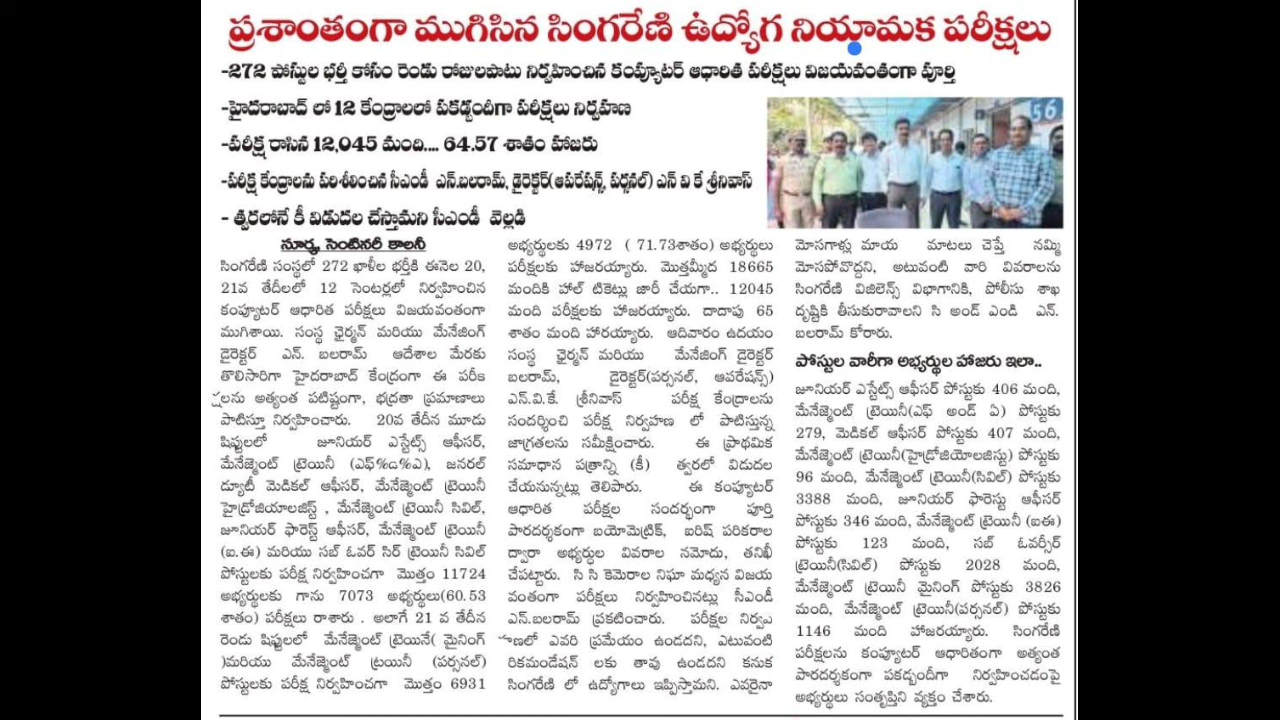 ప్రశాంతంగా ముగిసిన సింగరేణి ఉద్యోగ నియామక పరీక్షలు
-272 పోస్టుల భర్తీ కోసం రెండు రోజులపాటు నిర్వహించిన కంప్యూటర్ ఆధారిత పరీక్షలు విజయవంతంగా పూర్తి
-హైదరాబాద్ లో 12 కేంద్రాలలో పకడ్బందీగా పరీక్షలు నిర్వహణ
-పరీక్ష రాసిన 12,045 మంది.... 64.57 శాతం హాజరు
-పరీక్ష కేంద్రాలను పరిశీలించిన సీఎండీ ఎన్.బలరామ్, డైరెక్టర్(ఆపరేషన్స్, పర్సనల్) ఎన్ వి కే శ్రీనివాస్
- త్వరలోనే కీ విడుదల చేస్తామని సీఎండీ వెల్లడి
56
సూర్య, సెంటినరీ కాలనీ
సింగరేణి సంస్థలో 272 ఖాళీల భర్తీకి ఈనెల 20,
21వ తేదీలలో 12 సెంటర్లలో నిర్వహించిన
కంప్యూటర్ ఆధారిత పరీక్షలు విజయవంతంగా
ముగిశాయి. సంస్థ ఛైర్మన్ మరియు మేనేజింగ్
డైరెక్టర్ ఎన్. బలరామ్ ఆదేశాల మేరకు
తొలిసారిగా హైదరాబాద్ కేంద్రంగా ఈ పరీక
్షలను అత్యంత పటిష్టంగా, భద్రతా ప్రమాణాలు
పాటిస్తూ నిర్వహించారు. 20వ తేదీన మూడు
షిఫ్టులలో జూనియర్ ఎస్టేట్స్ ఆఫీసర్,
మేనేజ్మెంట్ ట్రెయినీ (ఎఫ్%డ%ఏ), జనరల్
డ్యూటీ మెడికల్ ఆఫీసర్, మేనేజ్మెంట్ ట్రెయినీ
హైడ్రోజియాలజిస్ట్ , మేనేజ్మెంట్ ట్రెయినీ సివిల్,
జూనియర్ ఫారెస్ట్ ఆఫీసర్, మేనేజ్మెంట్ ట్రెయినీ
(ఐ.ఈ) మరియు సబ్ ఓవర్ సిర్ ట్రెయినీ సివిల్
పోస్టులకు పరీక్ష నిర్వహించగా మొత్తం 11724
అభ్యర్థులకు గాను 7073 అభ్యర్థులు(60.53
శాతం) పరీక్షలు రాశారు . అలాగే 21 వ తేదీన
రెండు షిఫ్టులలో మేనేజ్మెంట్ ట్రెయినే( మైనింగ్
)మరియు మేనేజ్మెంట్ ట్రటయినీ (పర్సనల్)
పోస్టులకు పరీక్ష నిర్వహించగా మొత్తం 6931
అభ్యర్థులకు 4972 ( 71.73శాతం) అభ్యర్థులు
పరీక్షలకు హాజరయ్యారు. మొత్తమ్మీద 18665
మందికి హాల్ టికెట్లు జారీ చేయగా.. 12045
మంది పరీక్షలకు హాజరయ్యారు. దాదాపు 65
శాతం మంది హారయ్యారు. ఆదివారం ఉదయం
సంస్థ ఛైర్మన్ మరియు మేనేజింగ్ డైరెక్టర్
బలరామ్, డైరెక్టర్(పర్సనల్, ఆవరేషన్స్)
ఎన్.వి.కే. శ్రీనివాస్ పరీక్ష కేంద్రాలను
సందర్శించి పరీక్ష నిర్వహణ లో పాటిస్తున్న
జాగ్రతలను సమీక్షించారు. ఈ ప్రాథమిక
సమాధాన పత్రాన్ని (కీ) త్వరలో విడుదల
చేయనున్నట్లు తెలిపారు. ఈ కంప్యూటర్
ఆధారిత పరీక్షల సందర్భంగా పూర్తి
పారదర్శకంగా బయోమెట్రిక్, ఐరిష్ పరికరాల
ద్వారా అభ్యర్ధుల వివరాల నమోదు, తనిఖీ
చేపట్టారు. సి సి కెమెరాల నిఘా మధ్యన విజయ
వంతంగా పరీక్షలు నిర్వహించినట్లు సీఎండీ
ఎన్.బలరామ్ ప్రకటించారు. పరీక్షల నిర్వఎ
హణలో ఎవరి ప్రమేయం ఉండదని, ఎటువంటి
రికమండేషన్ లకు తావు ఉండదని కనుక
సింగరేణి లో ఉద్యోగాలు ఇప్పిస్తామని. ఎవరైనా
మోసగాళ్లు మాయ మాటలు చెప్తే నమ్మి
మోసపోవొద్దని, అటువంటి వారి వివరాలను
సింగరేణి విజిలెన్స్ విభాగానికి, పోలీసు శాఖ
దృష్టికి తీసుకురావాలని సి అండ్ ఎండి ఎన్.
బలరామ్ కోరారు.
పోస్టుల వారీగా అభ్యర్థుల హాజరు ఇలా..
జూనియర్ ఎస్టేట్స్ ఆఫీసర్ పోస్టుకు 406 మంది,
మేనేజ్మెంట్ ట్రెయినీ(ఎఫ్ అండ్ ఏ) పోస్టుకు
279, మెడికల్ ఆఫీసర్ పోస్టుకు 407 మంది,
మేనేజ్మెంట్ ట్రెయినీ(హైడ్రోజియోలజిస్టు) పోస్టుకు
96 మంది, మేనేజ్మెంట్ ట్రెయినీ(సివిల్) పోస్టుకు
3388 మంది, జూనియర్ ఫారెస్టు ఆఫీసర్
పోస్టుకు 346 మంది, మేనేజ్మెంట్ ట్రెయినీ (ఐఈ)
పోస్టుకు 123 మంది, సబ్ ఓవర్సీర్
ట్రెయినీ(సివిల్) పోస్టుకు 2028 మంది,
మేనేజ్మెంట్ ట్రెయినీ మైనింగ్ పోస్టుకు 3826
మంది, మేనేజ్మెంట్ ట్రెయినీ(పర్సనల్) పోస్టుకు
1146 మంది హాజరయ్యారు. సింగరేణి
పరీక్షలను కంప్యూటర్ ఆధారితంగా అత్యంత
పారదర్శకంగా పకడ్బందీగా నిర్వహించడంపై
అభ్యర్థులు సంతృప్తిని వ్యక్తం చేశారు.